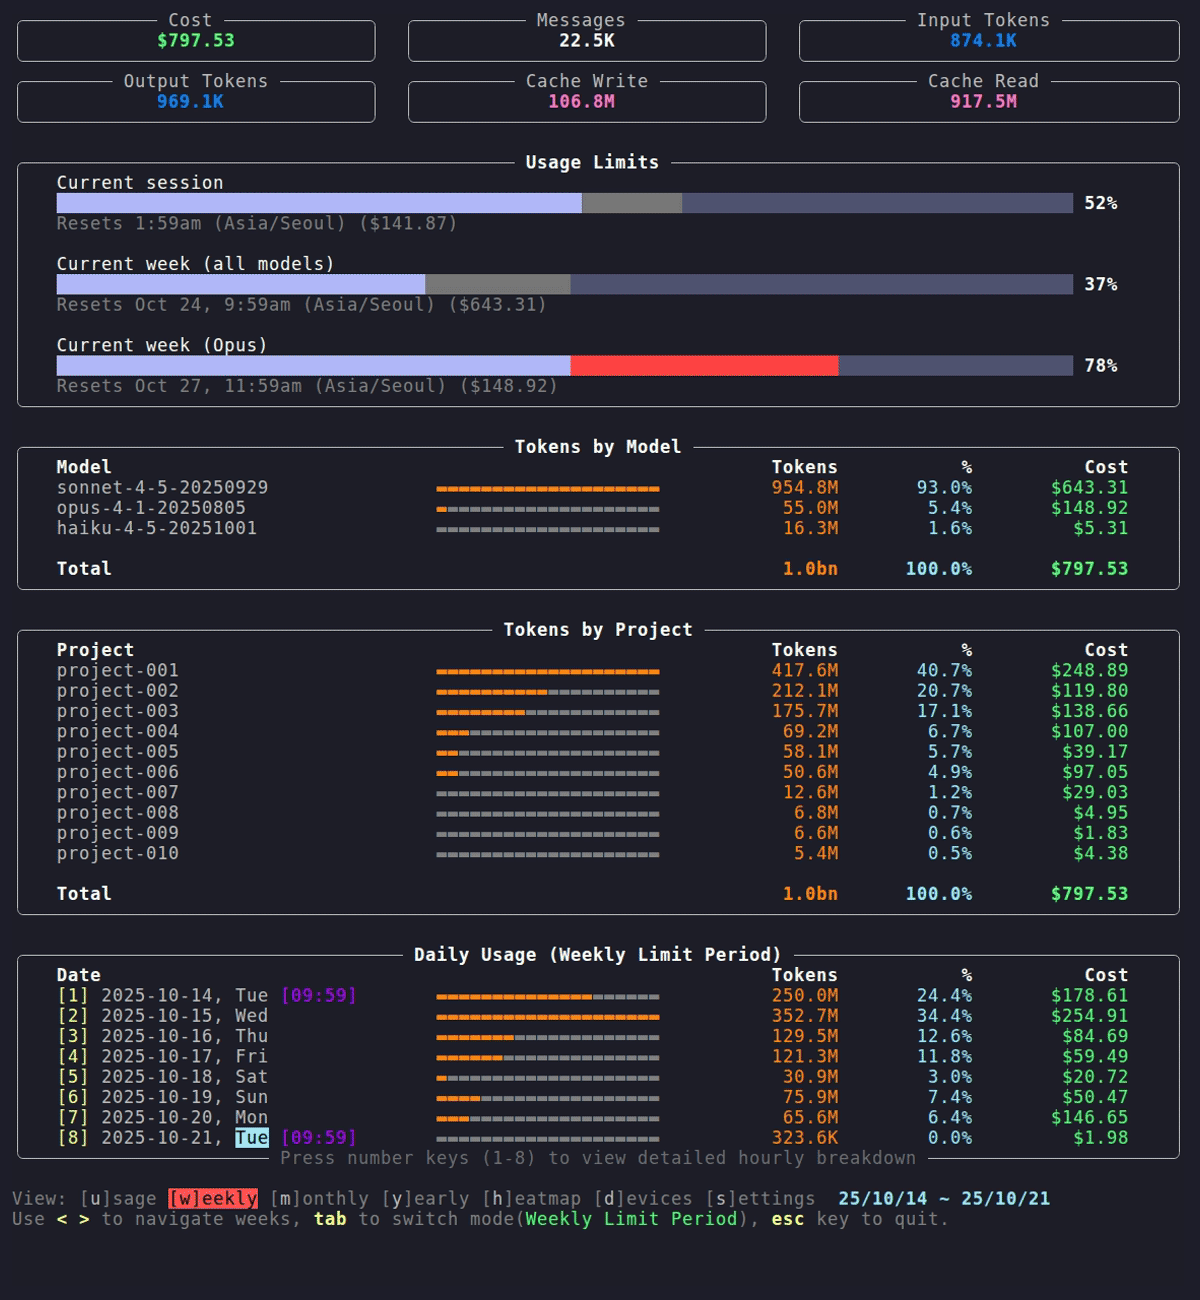 Cost Messages Input Tokens
$797.53 22.5K 874.1K
Output Tokens Cache Write Cache Read
969.1K 106.8M 917.5M
Usage Limits
Current session
52%
Resets 1:59am (Asia/Seoul) ($141.87)
Current week (all models)
37%
Resets Oct 24, 9:59am (Asia/Seoul) ($643.31)
Current week (Opus)
78%
Resets Oct 27, 11:59am (Asia/Seoul) ($148.92)
Tokens by Model
Model Tokens % Cost
sonnet-4-5-20250929 954.8M 93.0% $643.31
opus-4-1-20250805 55.0M 5.4% $148.92
haiku-4-5-20251001 16.3M 1.6% $5.31
Total 1.0bn 100.0% $797.53
Tokens by Project
Project Tokens % Cost
project-001 417.6M 40.7% $248.89
project-002 212.1M 20.7% $119.80
project-003 175.7M 17.1% $138.66
project-004 69.2M 6.7% $107.00
project-005 58.1M 5.7% $39.17
project-006 50.6M 4.9% $97.05
project-007 12.6M 1.2% $29.03
project-008 6.8M 0.7% $4.95
project-009 6.6M 0.6% $1.83
project-010 5.4M 0.5% $4.38
Total 1.0bn 100.0% $797.53
Daily Usage (Weekly Limit Period)
Date Tokens % Cost
[1] 2025-10-14, Tue [09:59] 250.0M 24.4% $178.61
[2] 2025-10-15, Wed 352.7M 34.4% $254.91
[3] 2025-10-16, Thu 129.5M 12.6% $84.69
[4] 2025-10-17, Fri 121.3M 11.8% $59.49
[5] 2025-10-18, Sat 30.9M 3.0% $20.72
[6] 2025-10-19, Sun 75.9M 7.4% $50.47
[7] 2025-10-20, Mon 65.6M 6.4% $146.65
[8] 2025-10-21, Tue [09:59] 323.6K 0.0% $1.98
Press number keys (1-8) to view detailed hourly breakdown
View: [u]sage [w]eekly [m]onthly [y]early [h]eatmap [d]evices [s]ettings 25/10/14 ~ 25/10/21
Use < > to navigate weeks, tab to switch mode(Weekly Limit Period), esc key to quit.